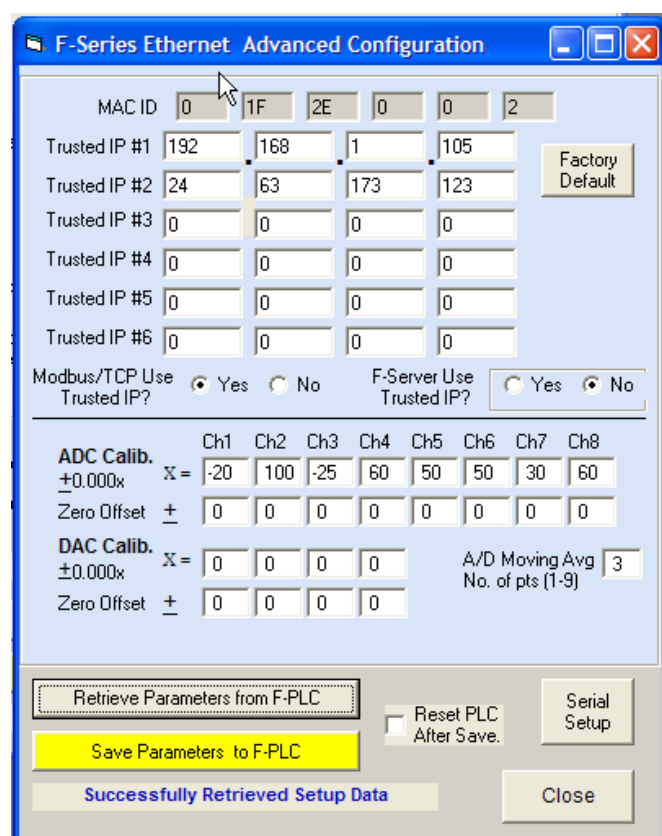 F-Series Ethernet Advanced Configuration
MAC ID 0 1F 2E 0 0 2
Trusted IP #1 192 . 168 . 1 . 105
Factory Default
Trusted IP #2 24 63 173 123
Trusted IP #3 0 0 0 0
Trusted IP #4 0 0 0 0
Trusted IP #5 0 0 0 0
Trusted IP #6 0 0 0 0
Modbus/TCP Use Trusted IP? Yes No
F-Server Use Trusted IP? Yes No
Ch1 Ch2 Ch3 Ch4 Ch5 Ch6 Ch7 Ch8
ADC Calib. ±0.000x X = -20 100 -25 60 50 50 30 60
Zero Offset ± 0 0 0 0 0 0 0 0
DAC Calib. ±0.000x X = 0 0 0 0
A/D Moving Avg No. of pts (1-9) 3
Zero Offset ± 0 0 0 0
Retrieve Parameters from F-PLC
Save Parameters to F-PLC
Reset PLC After Save.
Serial Setup
Successfully Retrieved Setup Data
Close